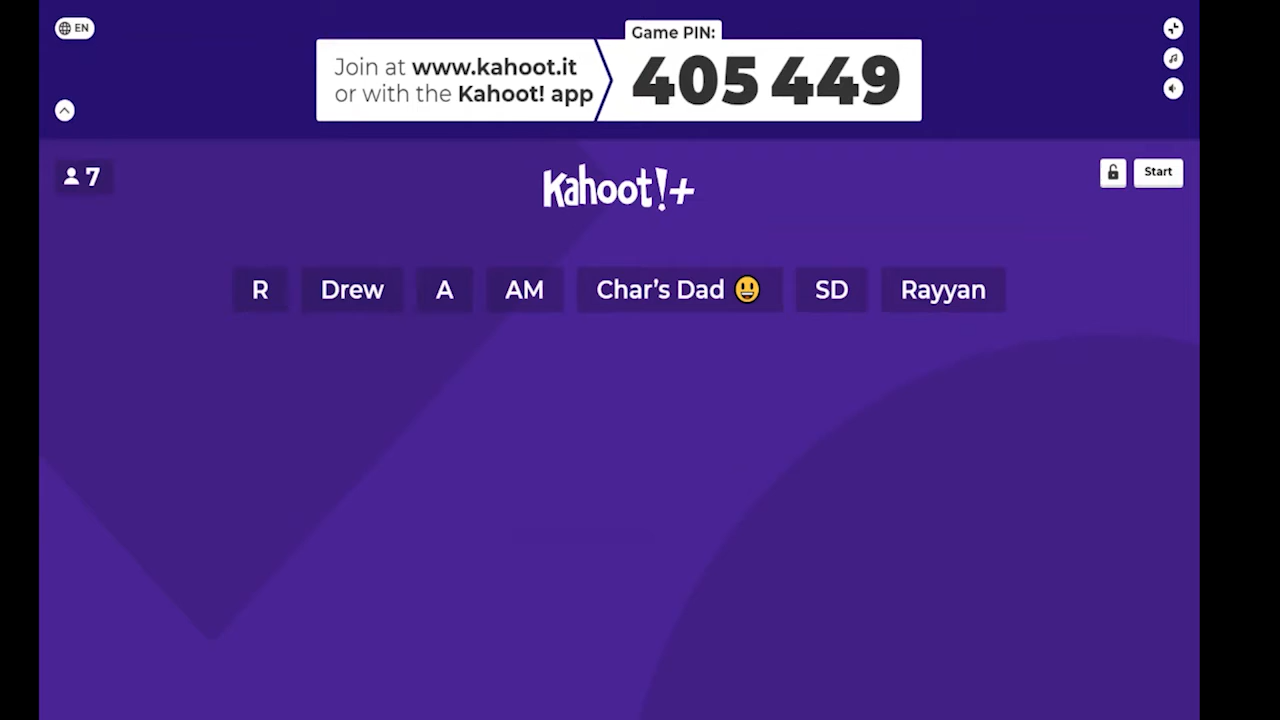 EN
Game PIN:
Join at www.kahoot.it
or with the Kahoot! app
405 449
7
Kahoot!+
Start
R Drew A AM Char’s Dad 😃 SD Rayyan